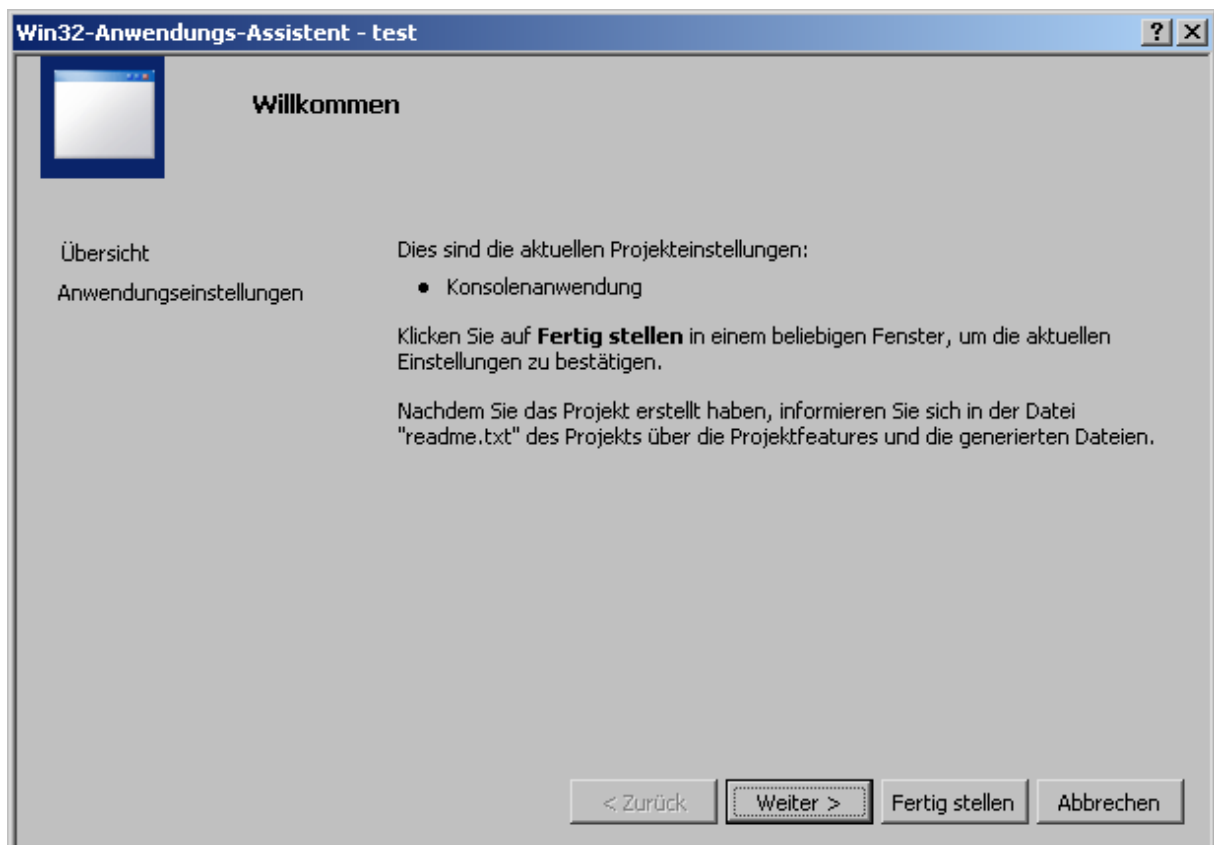 Win32-Anwendungs-Assistent - test
Willkommen
Übersicht
Anwendungseinstellungen
Dies sind die aktuellen Projekteinstellungen:
● Konsolenanwendung
Klicken Sie auf Fertig stellen in einem beliebigen Fenster, um die aktuellen
Einstellungen zu bestätigen.
Nachdem Sie das Projekt erstellt haben, informieren Sie sich in der Datei
"readme.txt" des Projekts über die Projektfeatures und die generierten Dateien.
< Zurück Weiter > Fertig stellen Abbrechen